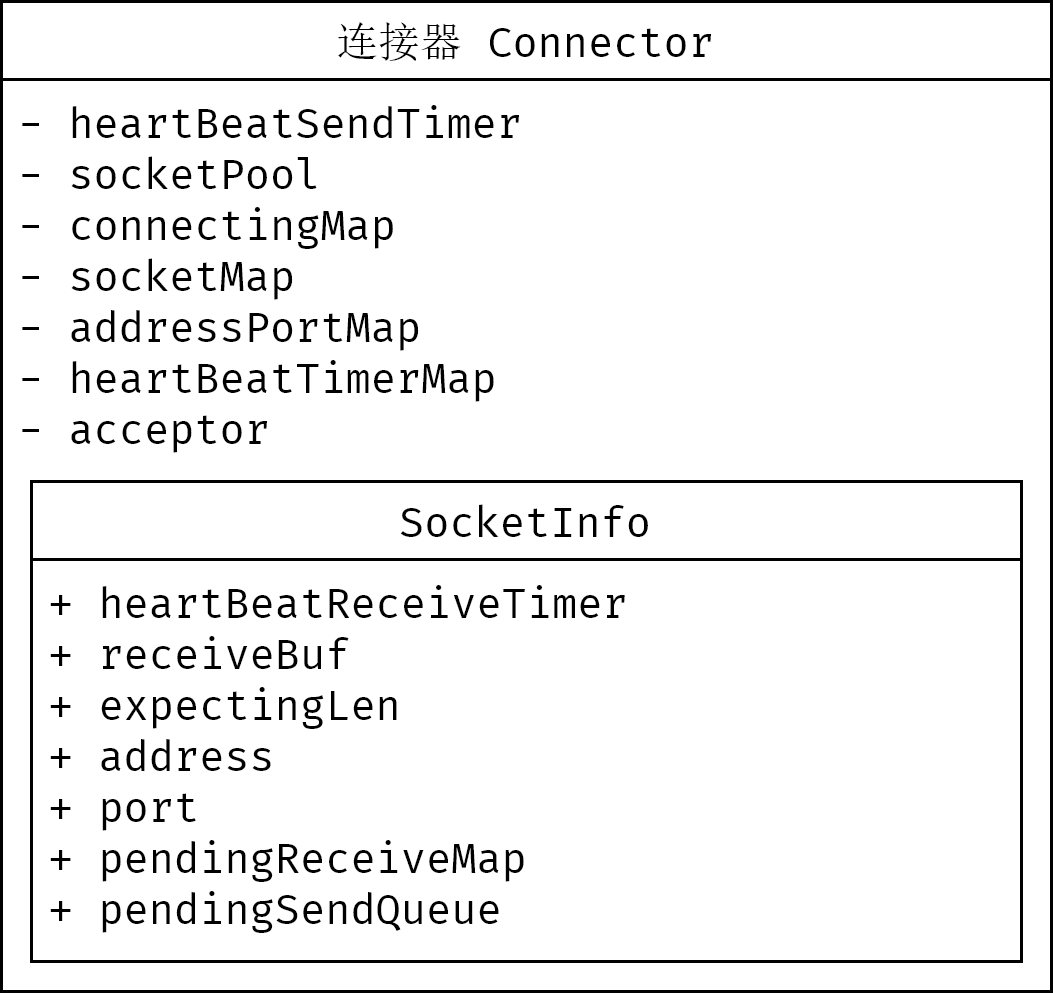 连接器 Connector
- heartBeatSendTimer
- socketPool
- connectingMap
- socketMap
- addressPortMap
- heartBeatTimerMap
- acceptor
SocketInfo
+ heartBeatReceiveTimer
+ receiveBuf
+ expectingLen
+ address
+ port
+ pendingReceiveMap
+ pendingSendQueue